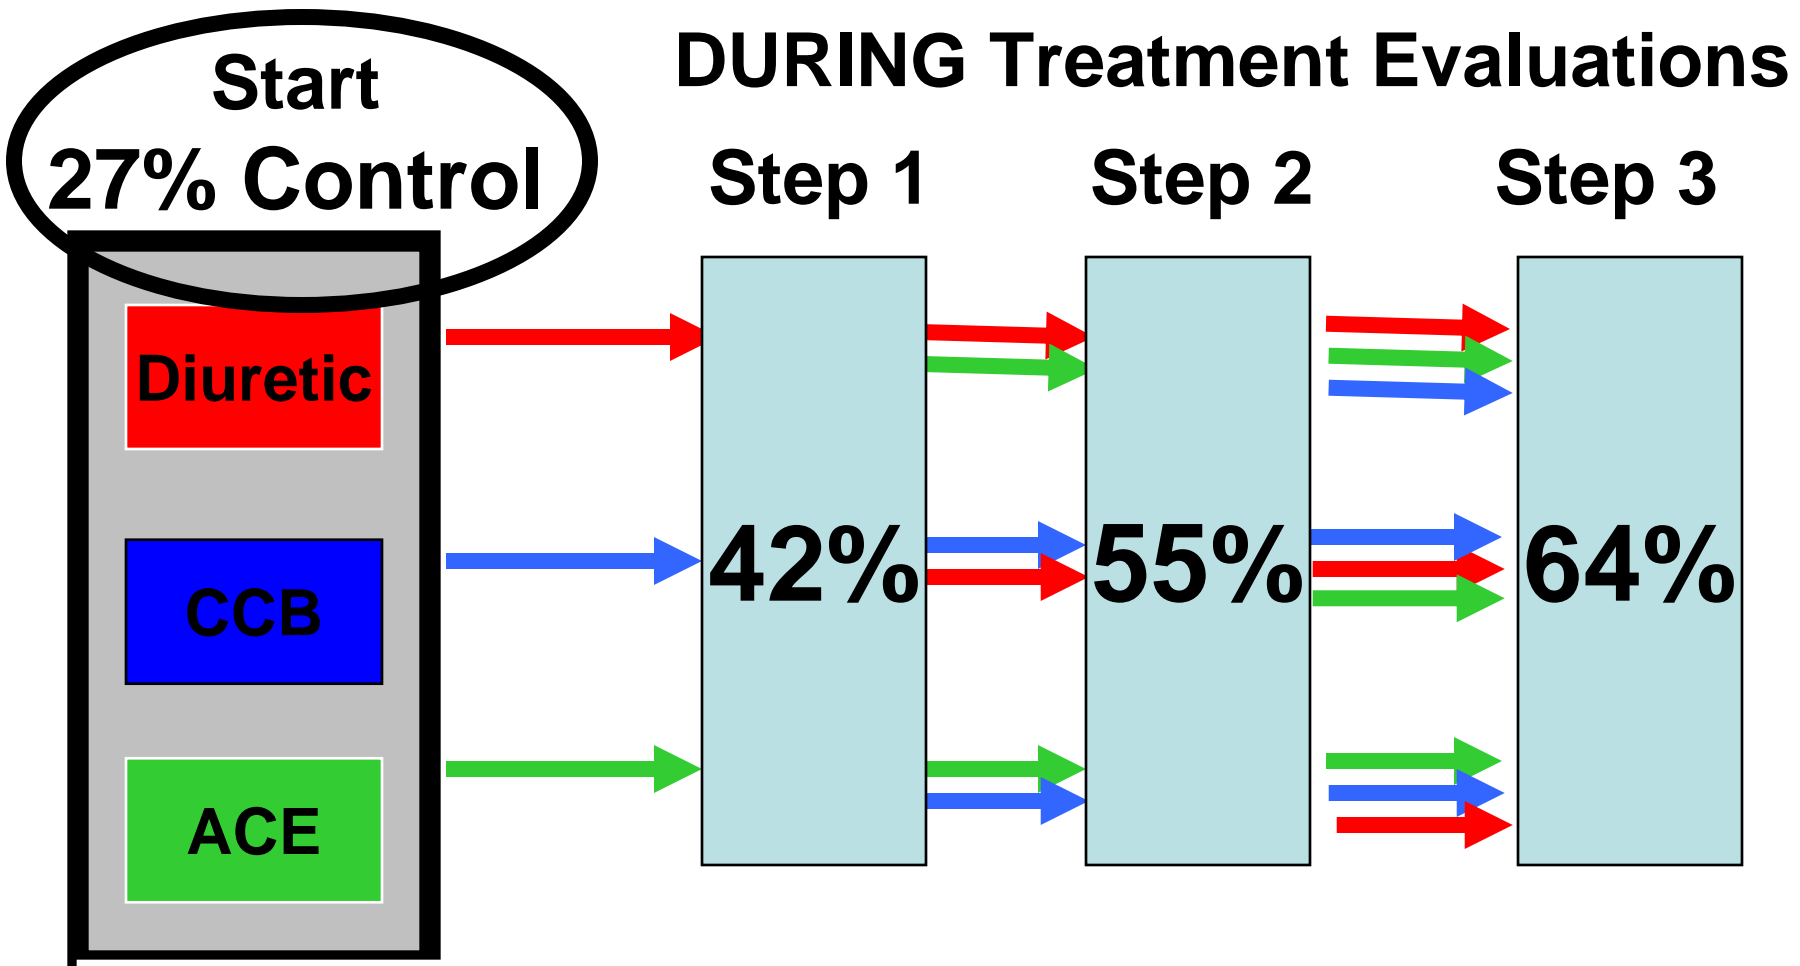 Start
27% Control
DURING Treatment Evaluations
Step 1
Step 2
Step 3
Diuretic
CCB
ACE
42%
55%
64%